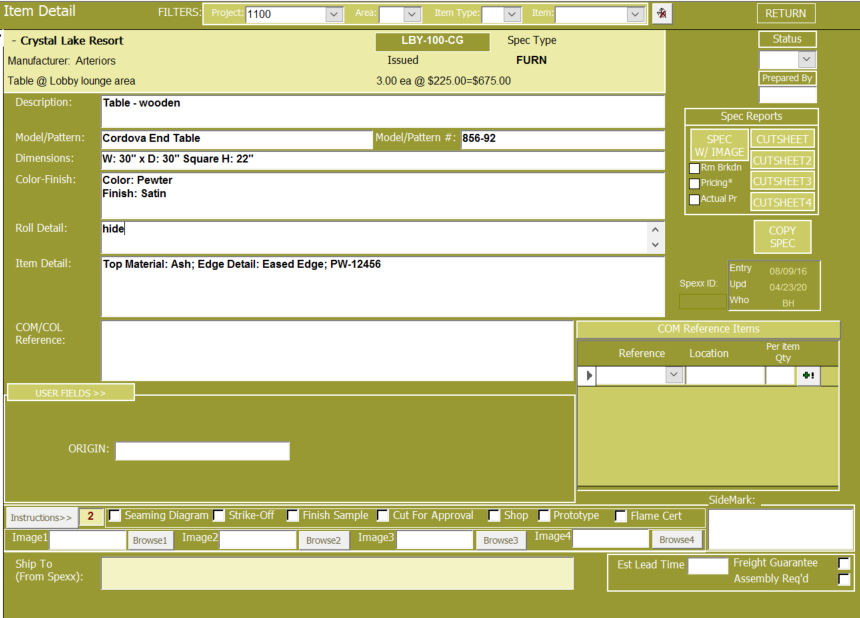 Item Detail FILTERS: Project: 1100 Area: Item Type: Item: RETURN
- Crystal Lake Resort LBY-100-CG Spec Type Status
Manufacturer: Arteriors Issued FURN
Table @ Lobby lounge area 3.00 ea @ $225.00=$675.00 Prepared By
Description: Table - wooden
Spec Reports
Model/Pattern: Cordova End Table Model/Pattern #: 856-92
SPEC W/ IMAGE CUTSHEET
Dimensions: W: 30" x D: 30" Square H: 22"
CUTSHEET2
Rm Brkdn
Color-Finish: Color: Pewter
Finish: Satin
Pricing* CUTSHEET3
Actual Pr CUTSHEET4
Roll Detail: hide
COPY
SPEC
Item Detail: Top Material: Ash; Edge Detail: Eased Edge; PW-12456
Entry 08/09/16
Spexx ID: Upd 04/23/20
Who BH
COM/COL
Reference:
COM Reference Items
Reference Location Per item
Qty
USER FIELDS >>
ORIGIN:
SideMark:
Instructions>> 2 Seaming Diagram Strike-Off Finish Sample Cut For Approval Shop Prototype Flame Cert
Image1 Browse1 Image2 Browse2 Image3 Browse3 Image4 Browse4
Ship To
(From Spexx):
Est Lead Time Freight Guarantee
Assembly Req'd